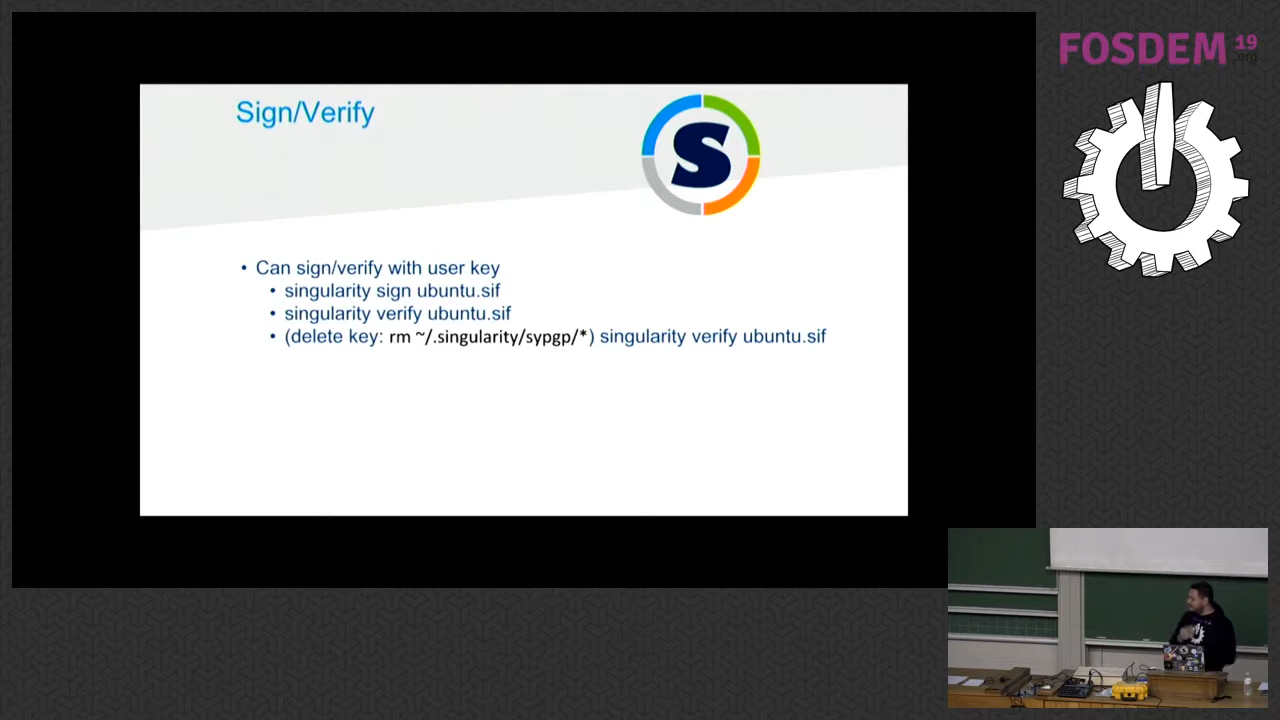 FOSDEM 19
.org
Sign/Verify
S
• Can sign/verify with user key
• singularity sign ubuntu.sif
• singularity verify ubuntu.sif
• (delete key: rm ~/.singularity/sypgp/*) singularity verify ubuntu.sif